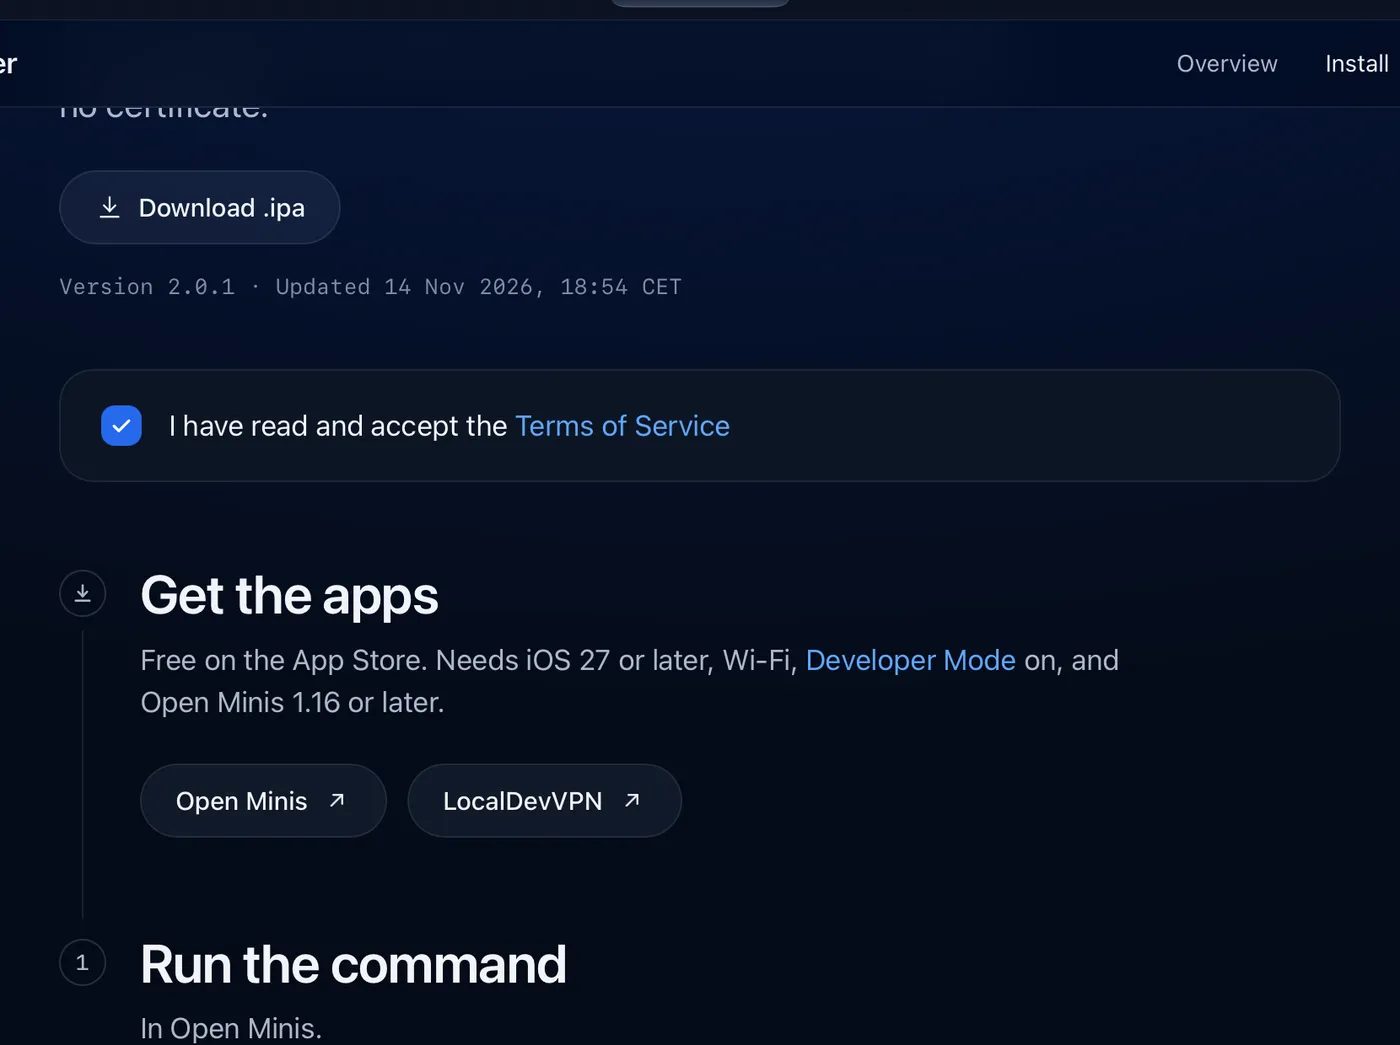 er
Overview
Install
no certificate.
Download .ipa
Version 2.0.1 · Updated 14 Nov 2026, 18:54 CET
I have read and accept the Terms of Service
Get the apps
Free on the App Store. Needs iOS 27 or later, Wi-Fi, Developer Mode on, and
Open Minis 1.16 or later.
Open Minis
LocalDevVPN
1
Run the command
In Open Minis.